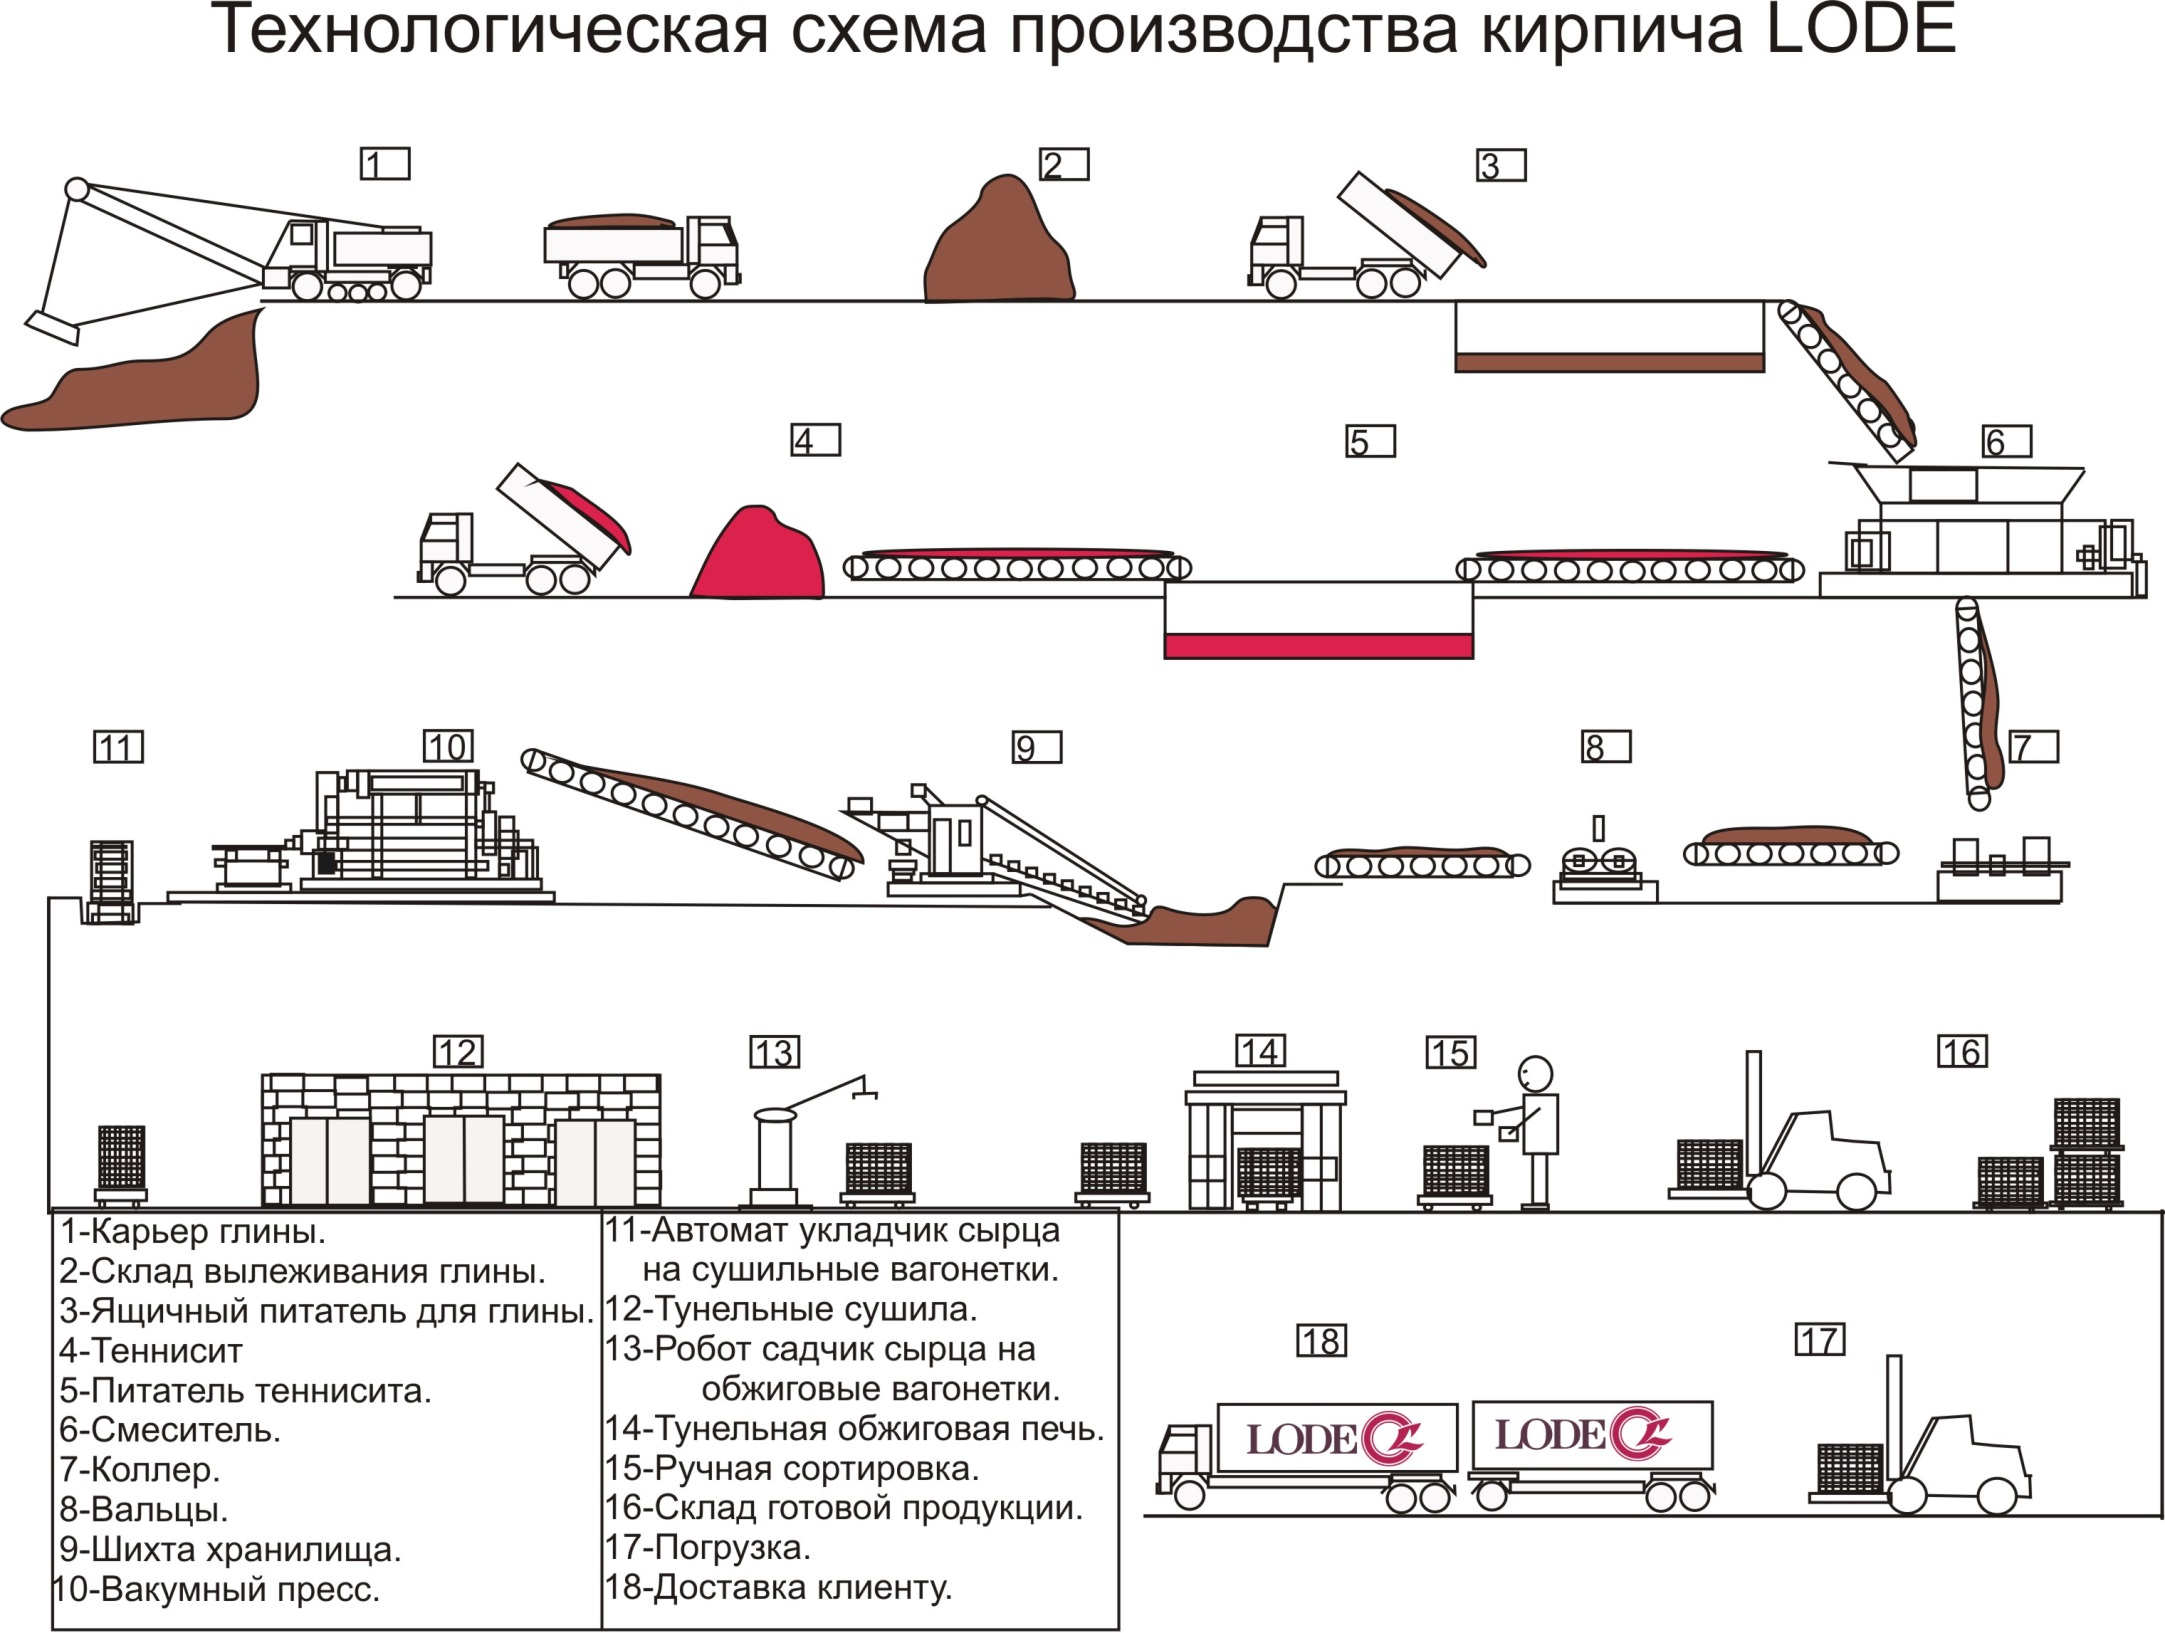 Технологическая схема производства кирпича LODE
1
2
3
4
5
6
11
10
9
8
7
12
13
14
15
16
1-Карьер глины.
2-Склад вылеживания глины.
3-Ящичный питатель для глины.
4-Теннисит
5-Питатель теннисита.
6-Смеситель.
7-Коллер.
8-Вальцы.
9-Шихта хранилища.
10-Вакумный пресс.
11-Автомат укладчик сырца
на сушильные вагонетки.
12-Тунельные сушила.
13-Робот садчик сырца на
обжиговые вагонетки.
14-Тунельная обжиговая печь.
15-Ручная сортировка.
16-Склад готовой продукции.
17-Погрузка.
18-Доставка клиенту.
18
17
LODE
LODE